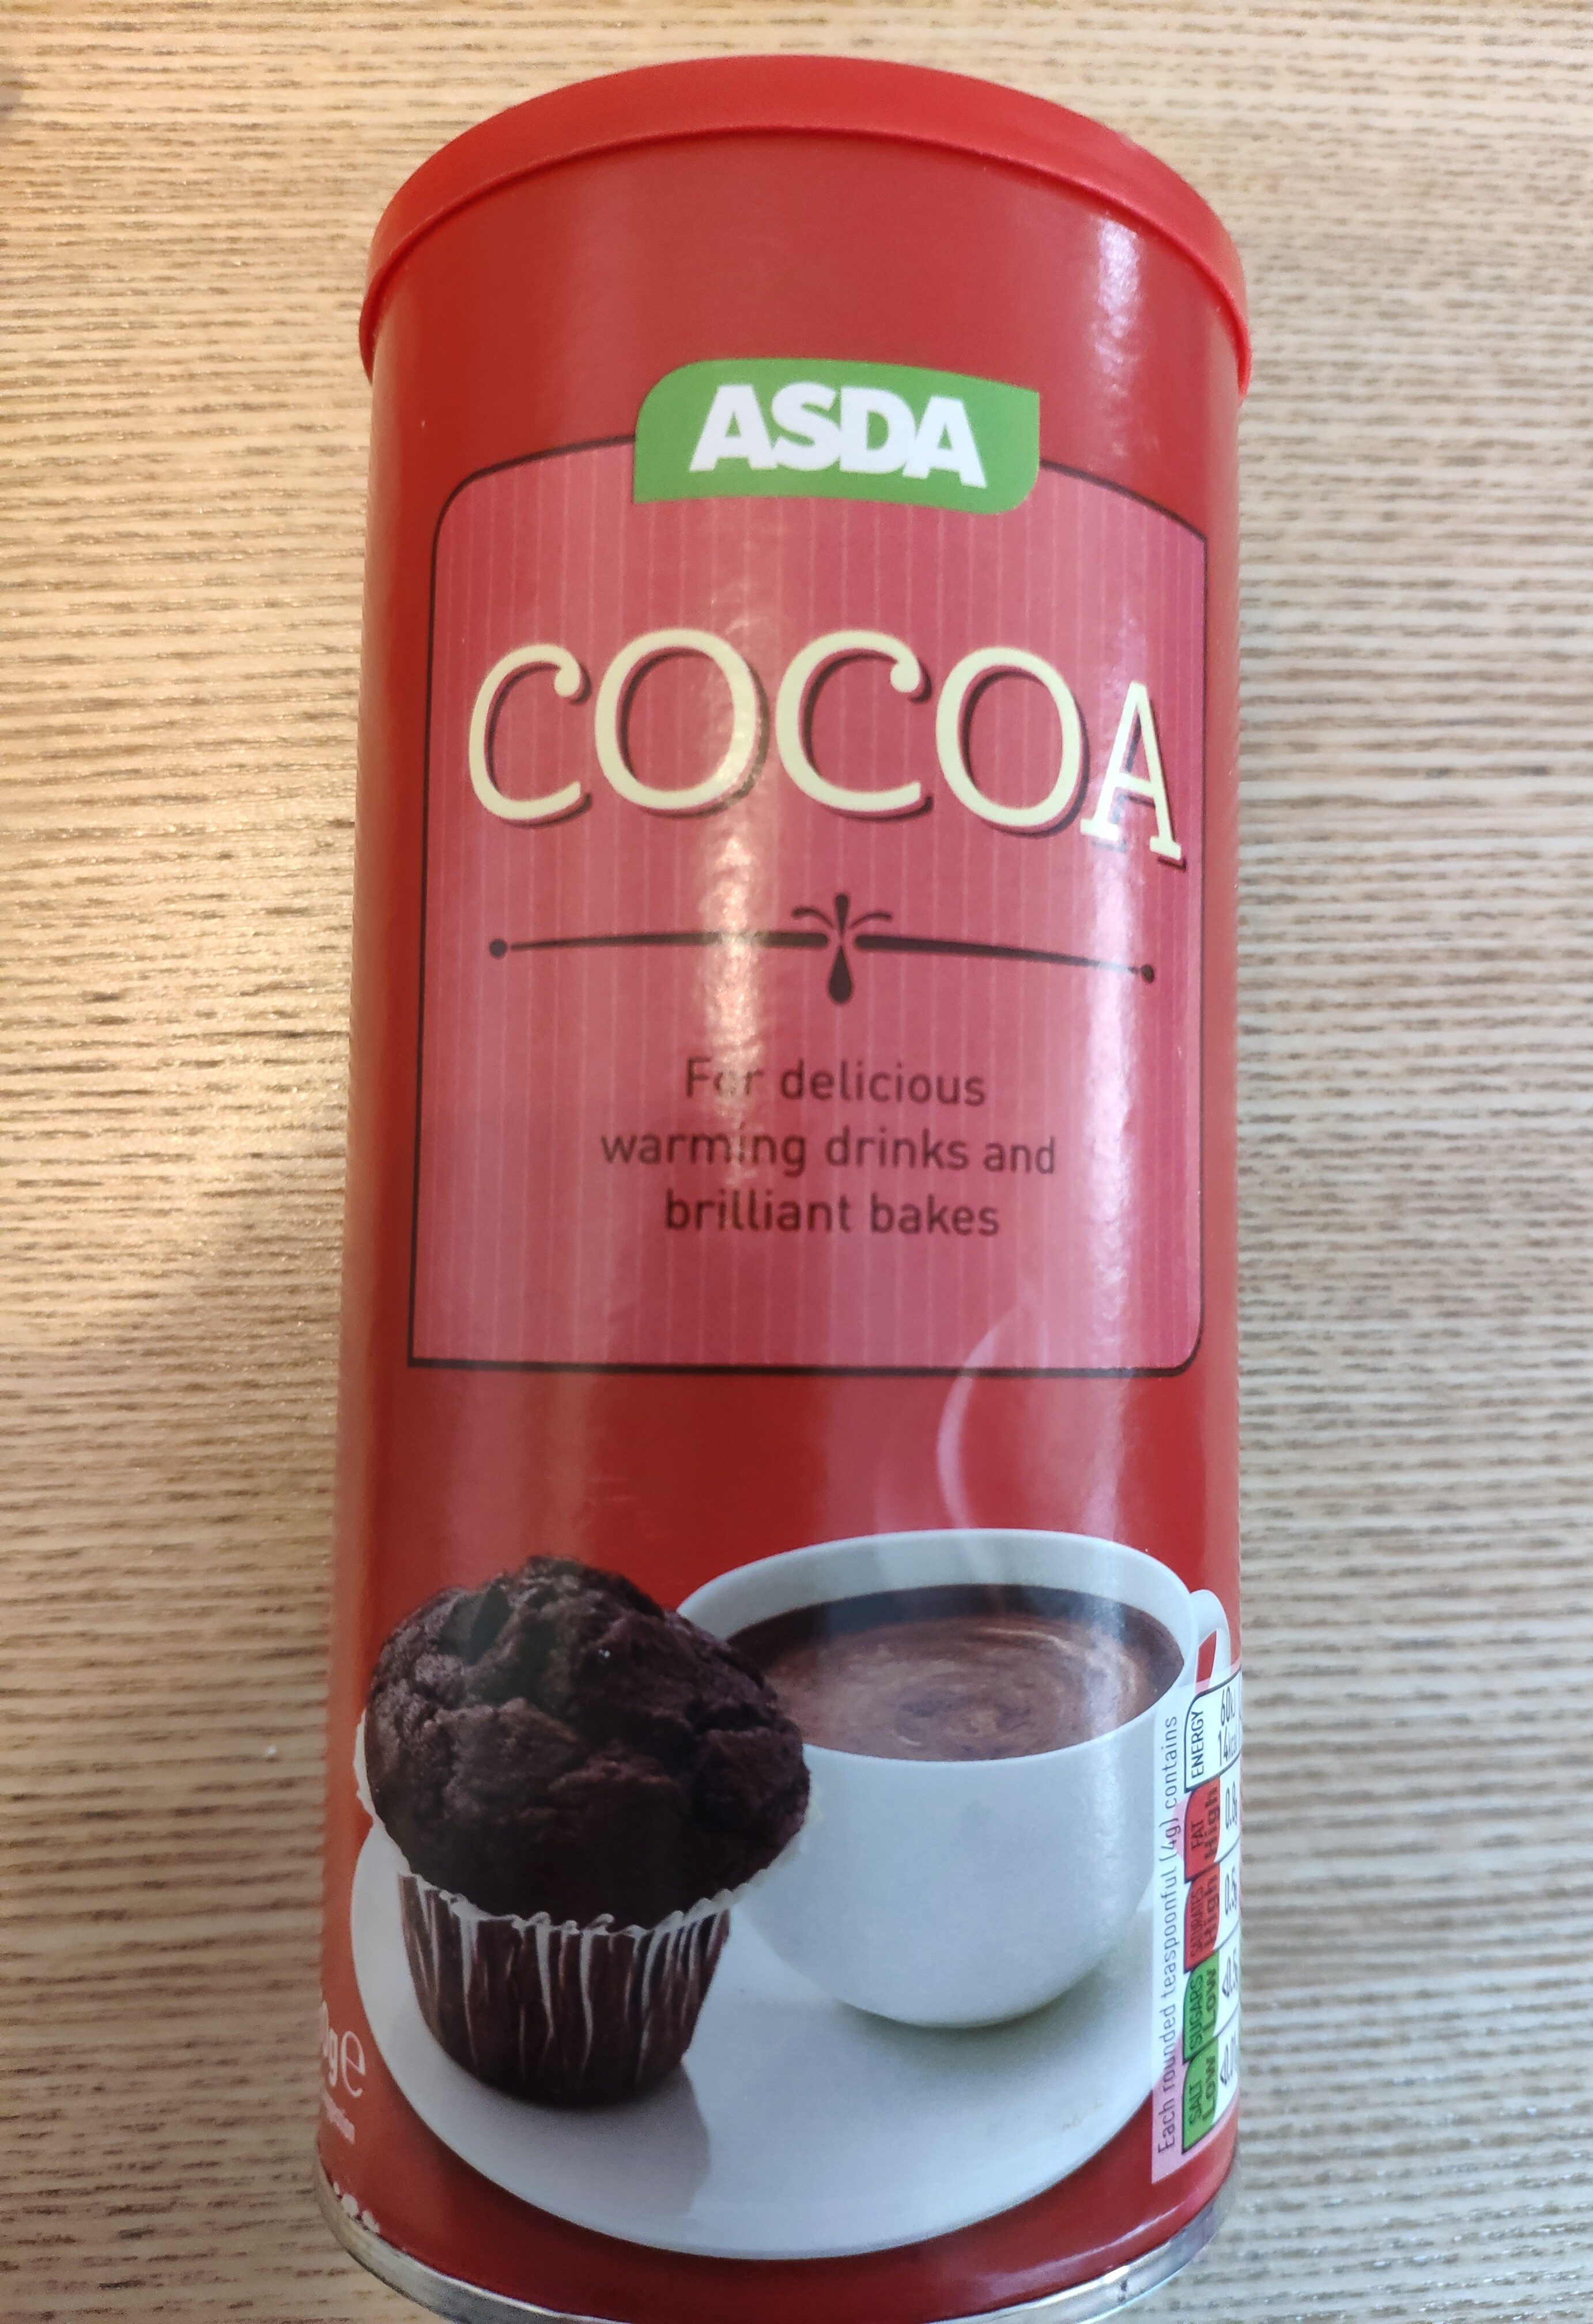 ASDA
COCOA
For delicious
warming drinks and
brilliant bakes
Each rounded teaspoonful (4g) contains
ENERGY
FAT
High
SATURATES
High
SUGARS
Low
SALT
Low